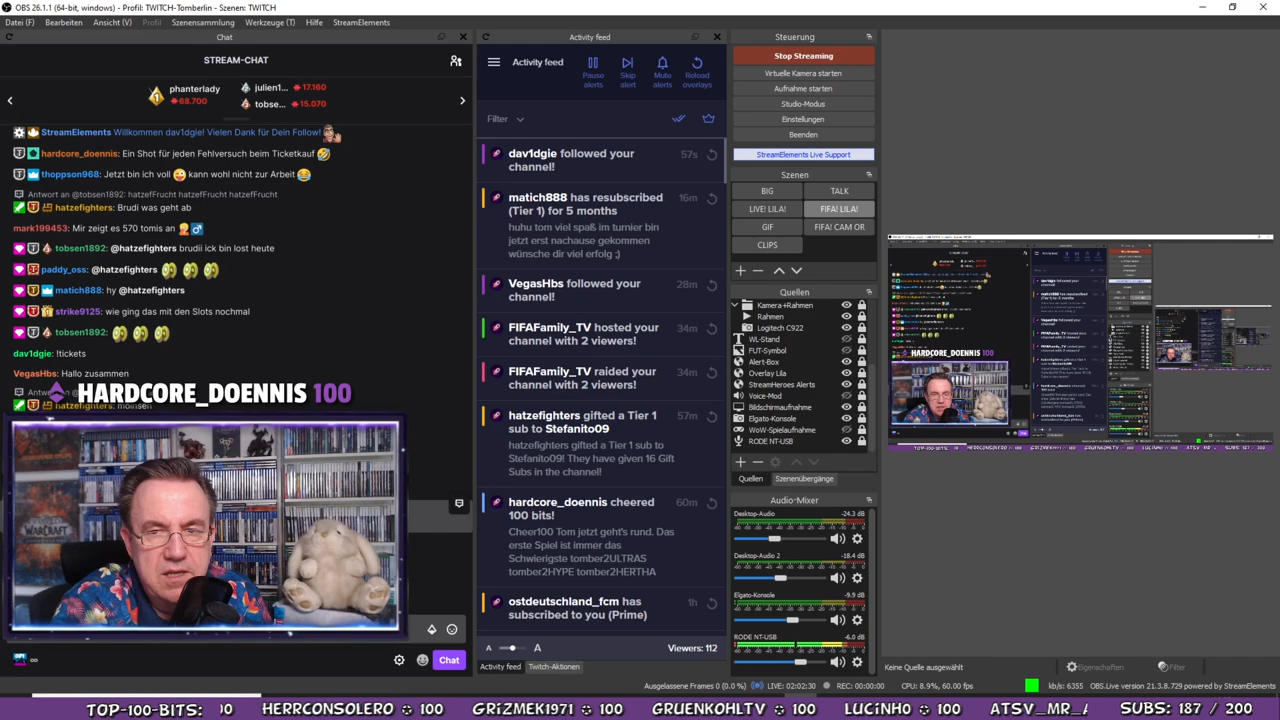 OBS 26.1.1 (64-bit, windows) - Profil: TWITCH-Tomberlin - Szenen: TWITCH
Datei (F)
Bearbeiten
Ansicht (V)
Profil
Szenensammlung
Werkzeuge (T)
Hilfe
StreamElements
Chat
STREAM-CHAT
phanterlady
68.700
julien1... 17.160
tobse... 15.070
StreamElements Willkommen dav1dgie! Vielen Dank für Dein Follow!
hardcore_doennis: Ein Shot für jeden Fehlversuch beim Ticketkauf
thoppson968: Jetzt bin ich voll kann wohl nicht zur Arbeit
Antwort an @tobsen1892: hatzefFrucht hatzefFrucht hatzefFrucht
hatzefighters: Brudi was geht ab
mark199453: Mir zeigt es 570 tomis an
tobsen1892: @hatzefighters brudii ick bin lost heute
paddy_oss: @hatzefighters
matich888: hy @hatzefighters
strike9125: wie ging das mit den Slots nochmal
tobsen1892:
dav1dgie: !tickets
VegasrHbs: Hallo zusammen
HARDCORE_DOENNIS 100
Chat
Activity feed
Activity feed
Pause alerts
Skip alert
Mute alerts
Reload overlays
Filter
dav1dgie followed your channel!
57s
matich888 has resubscribed (Tier 1) for 5 months
16m
huhu tom viel spaß im turnier bin
jetzt erst nachause gekommen
wünsche dir viel erfolg ;)
VegasrHbs followed your channel!
28m
FIFAFamily_TV hosted your channel with 2 viewers!
34m
FIFAFamily_TV raided your channel with 2 viewers!
34m
hatzefighters gifted a Tier 1 sub to Stefanito09
57m
hatzefighters gifted a Tier 1 sub
to Stefanito09! They have given 16 Gift
Subs in the channel!
hardcore_doennis cheered 100 bits!
60m
Cheer100 Tom jetzt geht's rund. Das
erste Spiel ist immer das
Schwierigste tomber2ULTRAS
tomber2HYPE tomber2HERTHA
ostdeutschland_fcm has subscribed to you (Prime)
1h
A
A
Viewers: 112
Activity feed
Twitch-Aktionen
Steuerung
Stop Streaming
Virtuelle Kamera starten
Aufnahme starten
Studio-Modus
Einstellungen
Beenden
StreamElements Live Support
Szenen
BIG
TALK
LIVE! LILA!
FIFA! LILA!
GIF
FIFA! CAM OR
CLIPS
Quellen
Kamera +Rahmen
Rahmen
Logitech C922
WL-Stand
FUT-Symbol
Alert-Box
Overlay Lila
StreamHeroes Alerts
Voice-Mod
Bildschirmaufnahme
Elgato-Konsole
WoW-Spielaufnahme
RODE NT-USB
Quellen
Szenenübergänge
Audio-Mixer
Desktop-Audio
-24.3 dB
Desktop-Audio 2
-18.4 dB
Elgato-Konsole
-9.9 dB
RODE NT-USB
-6.0 dB
Keine Quelle ausgewählt
Eigenschaften
Filter
Ausgelassene Frames 0 (0.0 %)
LIVE: 02:02:30
REC: 00:00:00
CPU: 8.9%, 60.00 fps
kb/s: 6355
OBS.Live version 21.3.8.729 powered by StreamElements
TOP-100-BITS:
HERRCONSOLERO
100
GRIZMEK1971
100
GRUENKOHLTV
100
LUCINH0
100
ATSV_MR_
SUBS: 187 / 200